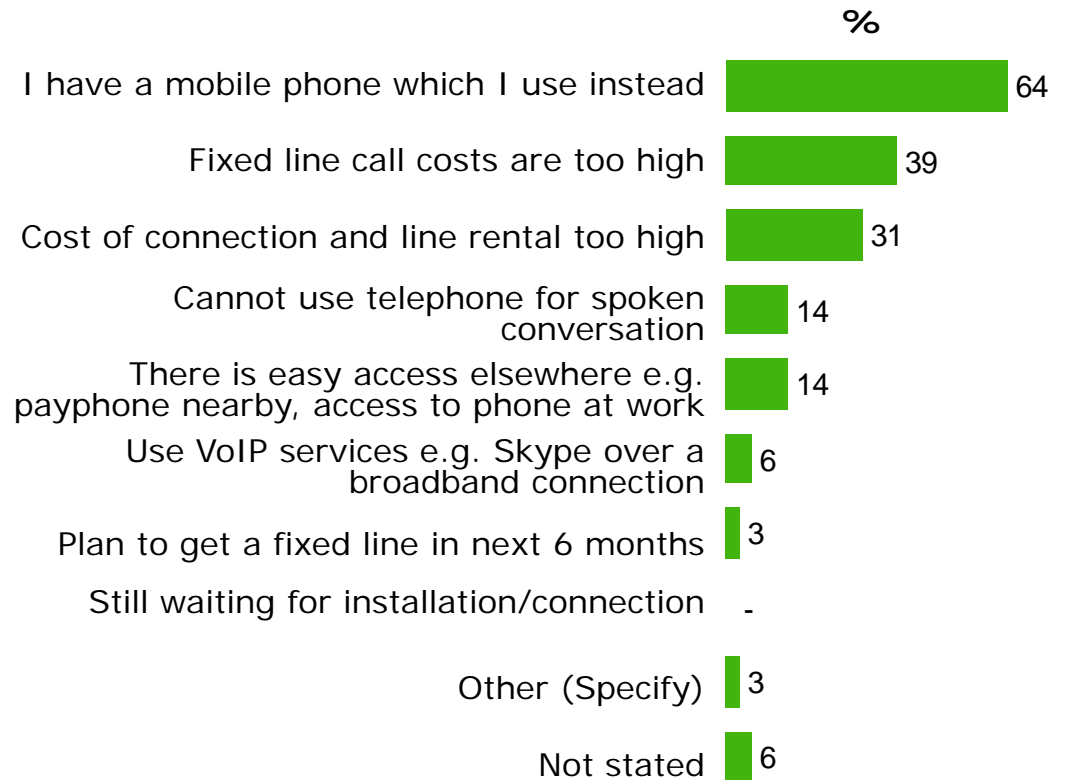 %
I have a mobile phone which I use instead 64
Fixed line call costs are too high 39
Cost of connection and line rental too high 31
Cannot use telephone for spoken
conversation 14
There is easy access elsewhere e.g.
payphone nearby, access to phone at work 14
Use VoIP services e.g. Skype over a
broadband connection 6
Plan to get a fixed line in next 6 months 3
Still waiting for installation/connection -
Other (Specify) 3
Not stated 6